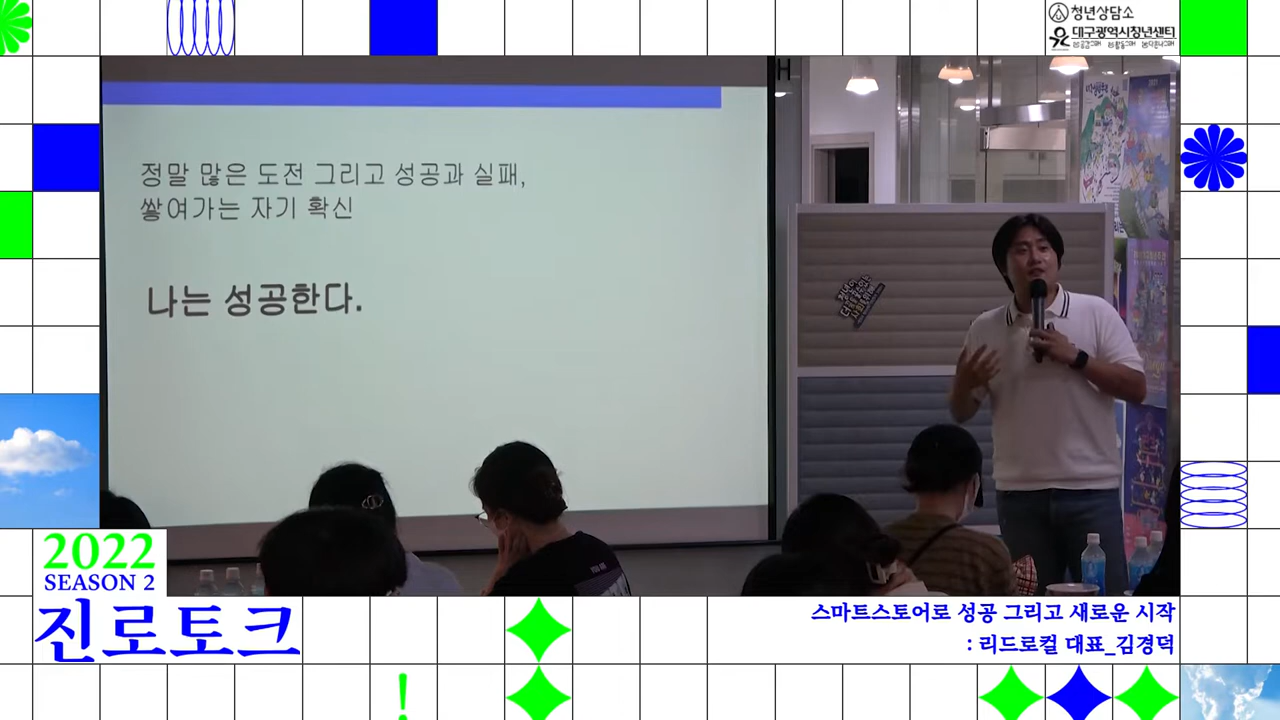 청년상담소
대구광역시청년센터
정말 많은 도전 그리고 성공과 실패,
쌓여가는 자기 확신
나는 성공한다.
H
2022
SEASON 2
진로토크
스마트스토어로 성공 그리고 새로운 시작
: 리드로컬 대표_김경덕
!